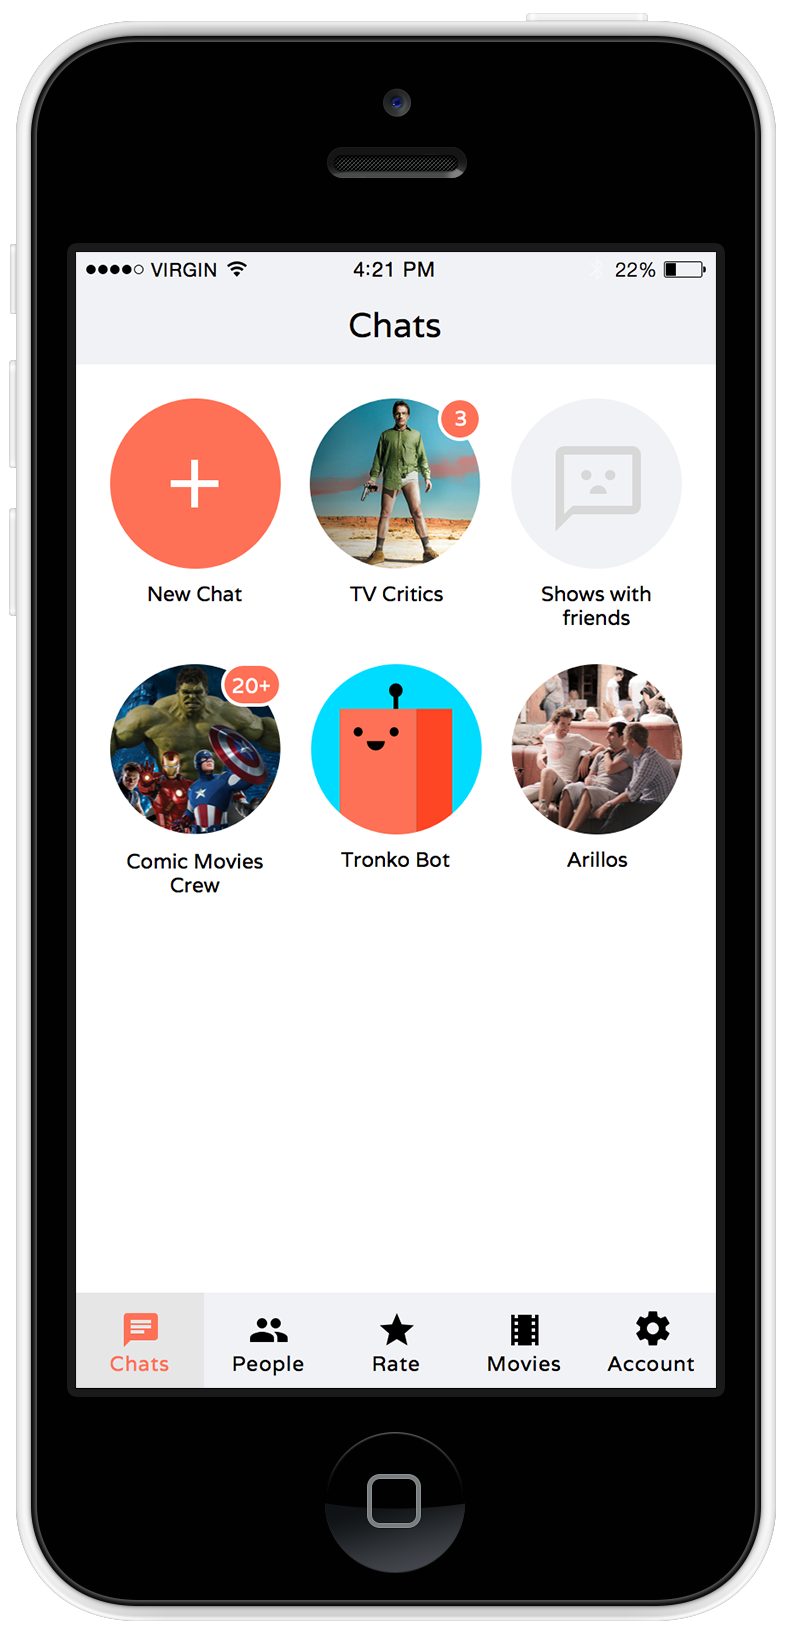 VIRGIN 4:21 PM 22%
Chats
3
New Chat TV Critics Shows with
friends
20+
Comic Movies
Crew
Tronko Bot Arillos
Chats People Rate Movies Account